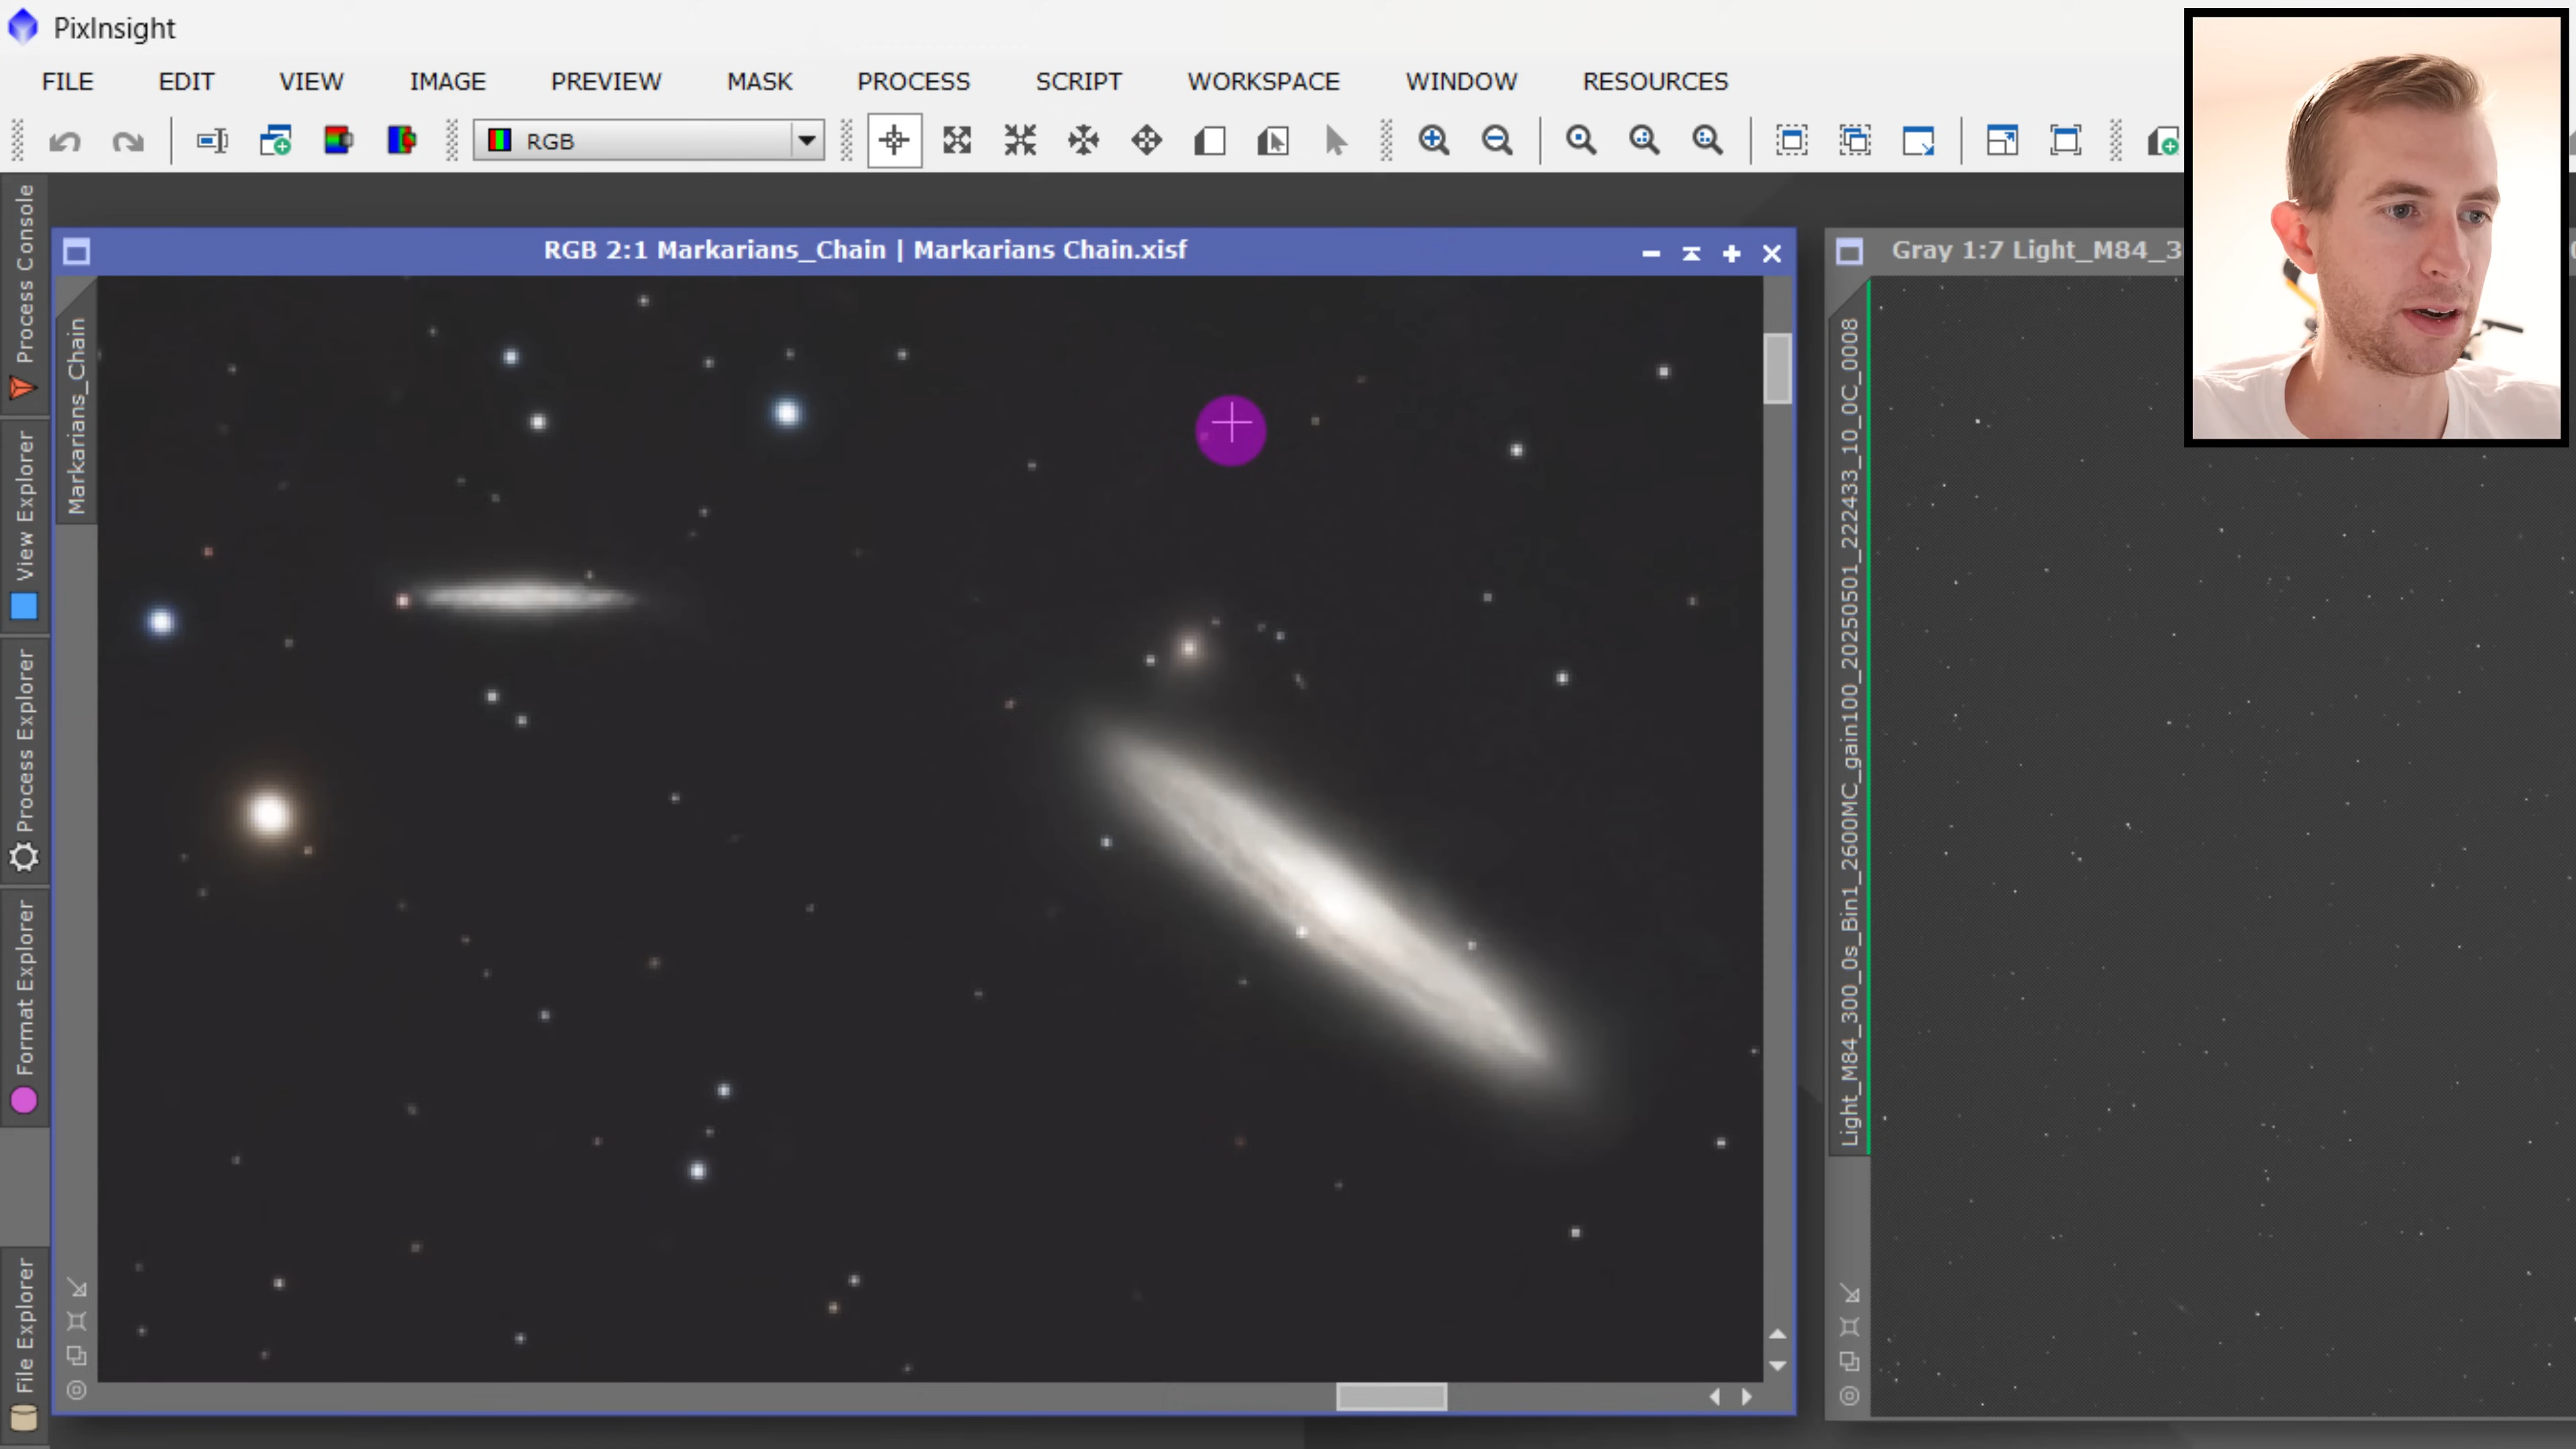 PixInsight
FILE EDIT VIEW IMAGE PREVIEW MASK PROCESS SCRIPT WORKSPACE WINDOW RESOURCES
RGB
RGB 2:1 Markarians_Chain | Markarians Chain.xisf
Gray 1:7 Light_M84_3
Process Console
View Explorer
Process Explorer
Format Explorer
File Explorer
Markarians_Chain
Light_M84_300_0s_Bin1_2600MC_gain100_20250501_222433_10_0C_0008